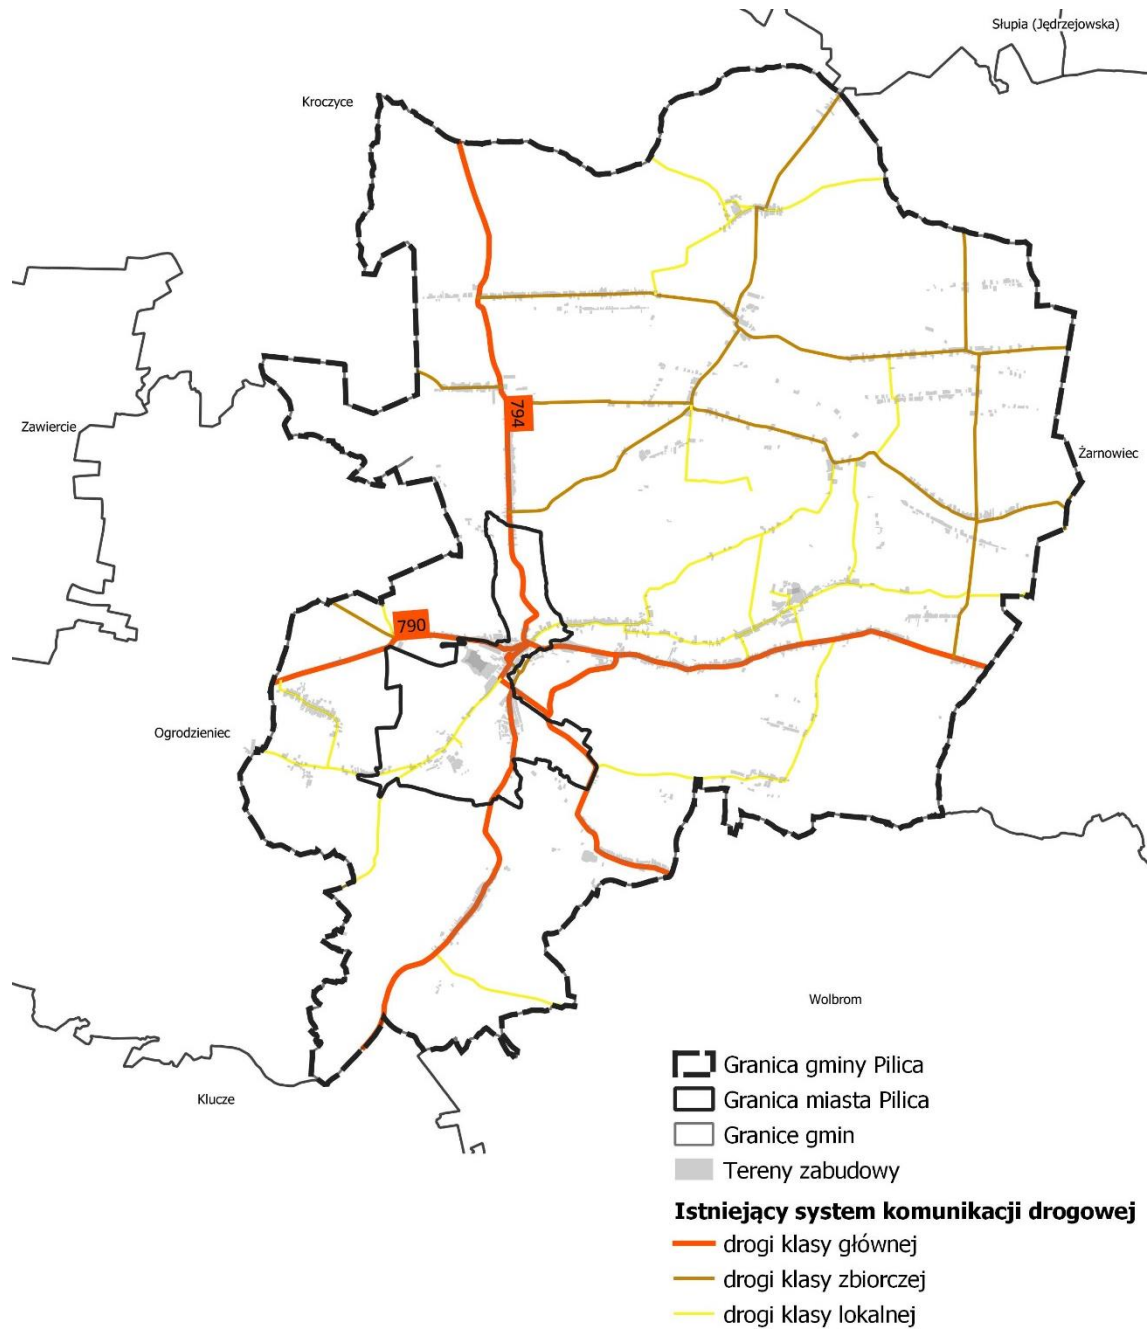 Słupia (Jędrzejowska)
Kroczyce
794
Zawiercie
Żarnowiec
790
Ogrodzieniec
Wolbrom
Klucze
Granica gminy Pilica
Granica miasta Pilica
Granice gmin
Tereny zabudowy
Istniejący system komunikacji drogowej
drogi klasy głównej
drogi klasy zbiorczej
drogi klasy lokalnej